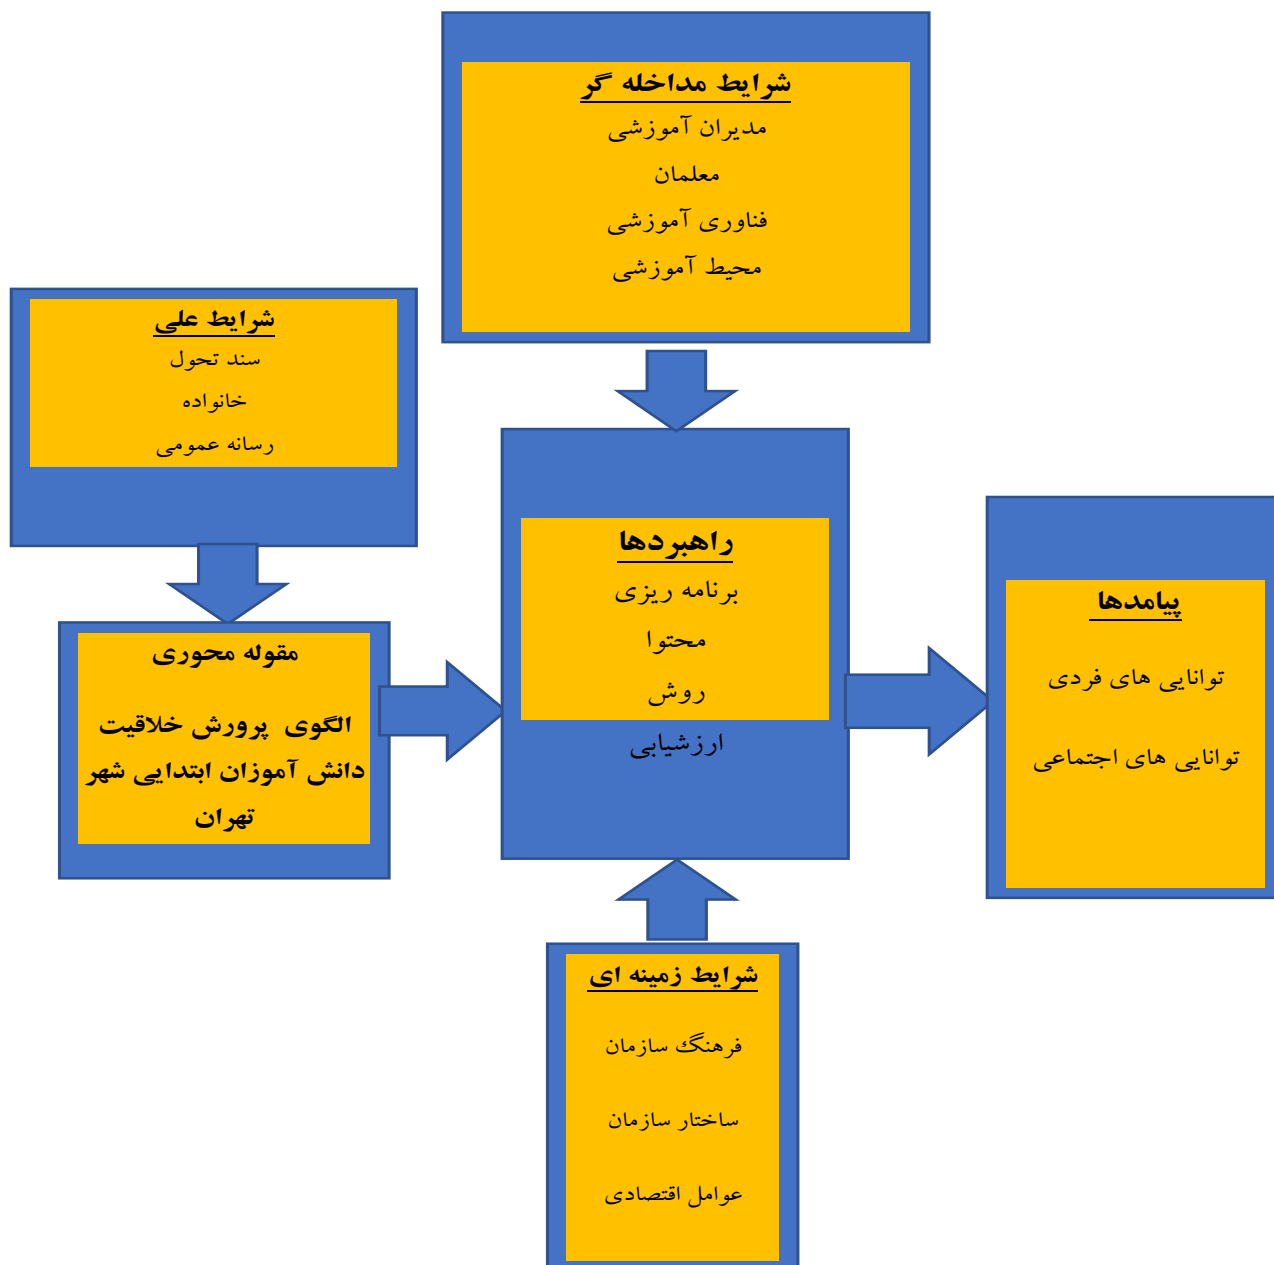 شرایط مداخله گر
مدیران آموزشی
معلمان
فناوری آموزشی
محیط آموزشی
شرایط علی
سند تحول
خانواده
رسانه عمومی
مقوله محوری
الگوی پرورش خلاقیت
دانش آموزان ابتدایی شهر
تهران
راهبردها
برنامه ریزی
محتوا
روش
ارزشیابی
پیامدها
توانایی های فردی
توانایی های اجتماعی
شرایط زمینه ای
فرهنگ سازمان
ساختار سازمان
عوامل اقتصادی